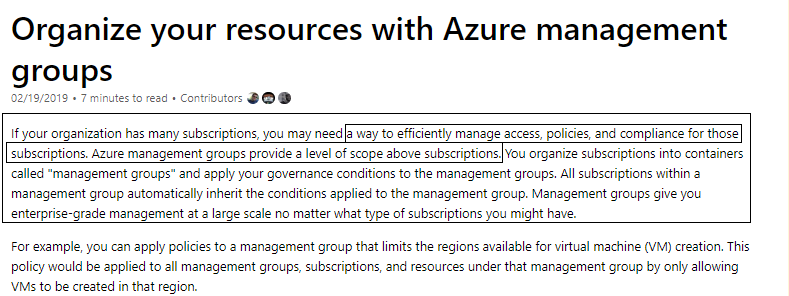 Organize your resources with Azure management
groups
02/19/2019 • 7 minutes to read • Contributors
If your organization has many subscriptions, you may need a way to efficiently manage access, policies, and compliance for those
subscriptions. Azure management groups provide a level of scope above subscriptions. You organize subscriptions into containers
called "management groups" and apply your governance conditions to the management groups. All subscriptions within a
management group automatically inherit the conditions applied to the management group. Management groups give you
enterprise-grade management at a large scale no matter what type of subscriptions you might have.
For example, you can apply policies to a management group that limits the regions available for virtual machine (VM) creation. This
policy would be applied to all management groups, subscriptions, and resources under that management group by only allowing
VMs to be created in that region.